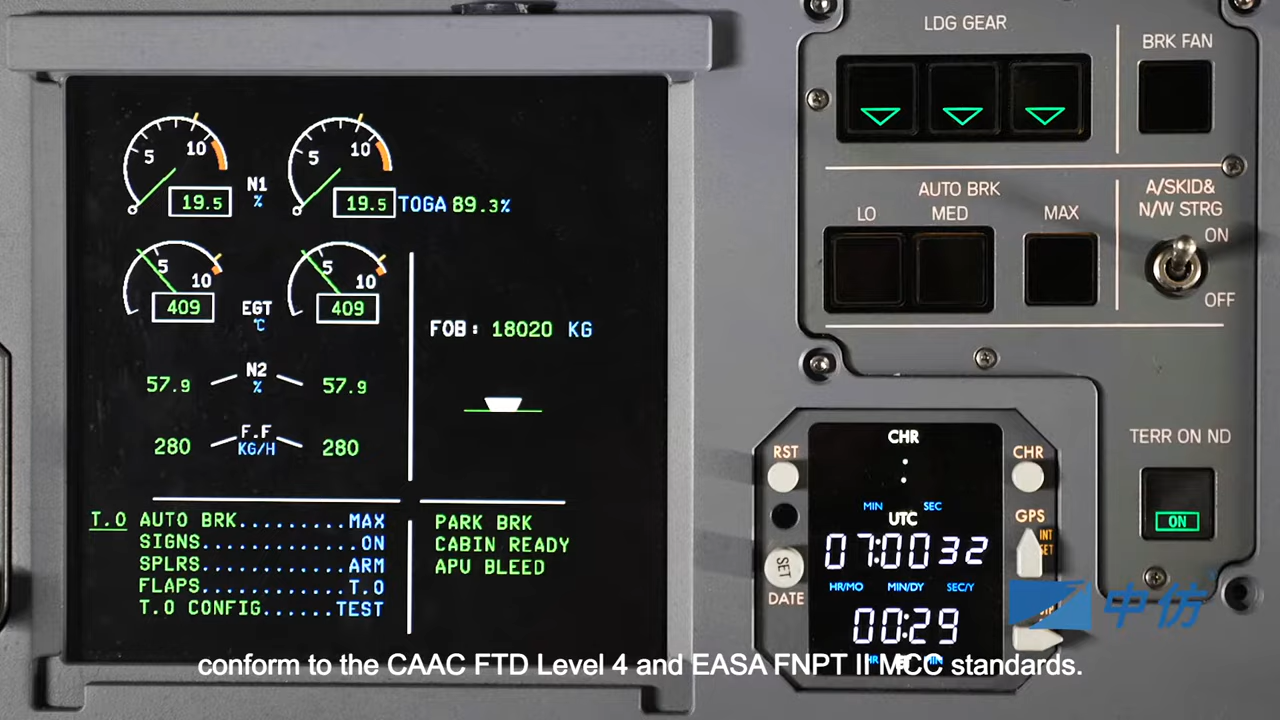 LDG GEAR
BRK FAN
5
10
5
10
19.5
N1
%
19.5
TOGA 89.3%
AUTO BRK
LO
MED
MAX
A/SKID&
N/W STRG
ON
OFF
5
10
5
10
409
EGT
°C
409
FOB: 18020 KG
57.9
N2
%
57.9
280
F.F
KG/H
280
T.O AUTO BRK.........MAX
SIGNS.............ON
SPLRS............ARM
FLAPS............T.O
T.O CONFIG......TEST
PARK BRK
CABIN READY
APU BLEED
CHR
:
MIN
SEC
UTC
07:0032
HR/MO
MIN/DY
SEC/Y
00:29
RST
SET
DATE
CHR
GPS
INT
SET
TERR ON ND
ON
中仿
conform to the CAAC FTD Level 4 and EASA FNPT II MCC standards.